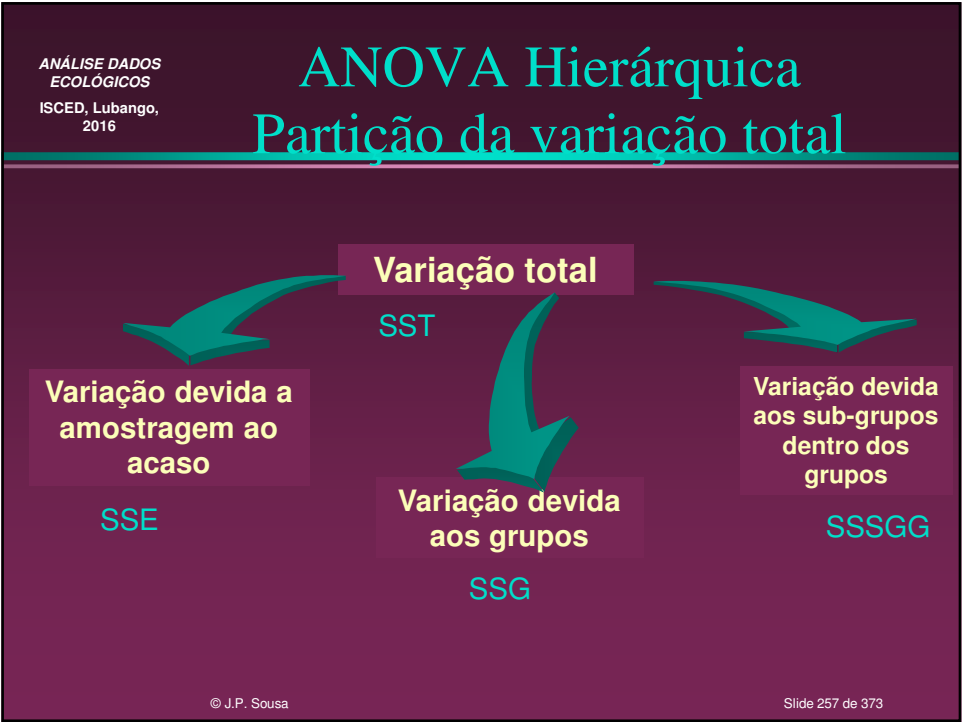 ANÁLISE DADOS
ECOLÓGICOS
ISCED, Lubango,
2016
ANOVA Hierárquica
Partição da variação total
Variação total
SST
Variação devida a
amostragem ao
acaso
SSE
Variação devida
aos grupos
SSG
Variação devida
aos sub-grupos
dentro dos
grupos
SSSGG
© J.P. Sousa
Slide 257 de 373